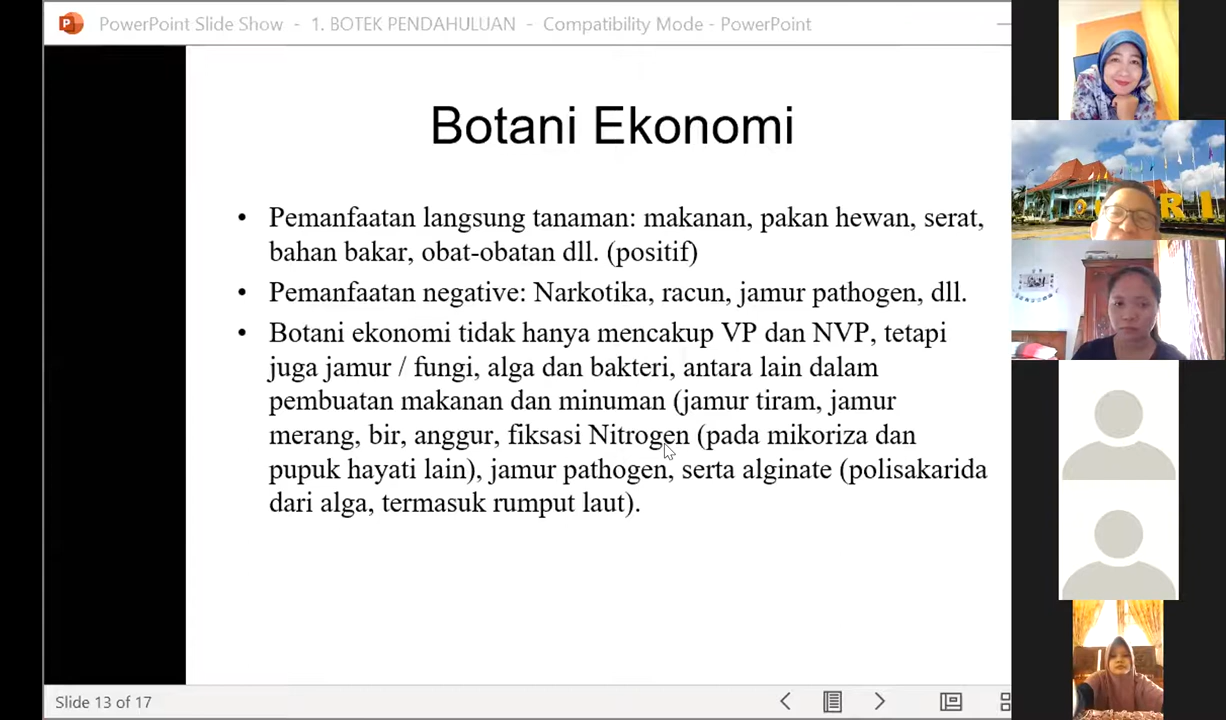 PowerPoint Slide Show - 1. BOTEK PENDAHULUAN - Compatibility Mode - PowerPoint
Botani Ekonomi
• Pemanfaatan langsung tanaman: makanan, pakan hewan, serat,
bahan bakar, obat-obatan dll. (positif)
• Pemanfaatan negative: Narkotika, racun, jamur pathogen, dll.
• Botani ekonomi tidak hanya mencakup VP dan NVP, tetapi
juga jamur / fungi, alga dan bakteri, antara lain dalam
pembuatan makanan dan minuman (jamur tiram, jamur
merang, bir, anggur, fiksasi Nitrogen (pada mikoriza dan
pupuk hayati lain), jamur pathogen, serta alginate (polisakarida
dari alga, termasuk rumput laut).
Slide 13 of 17